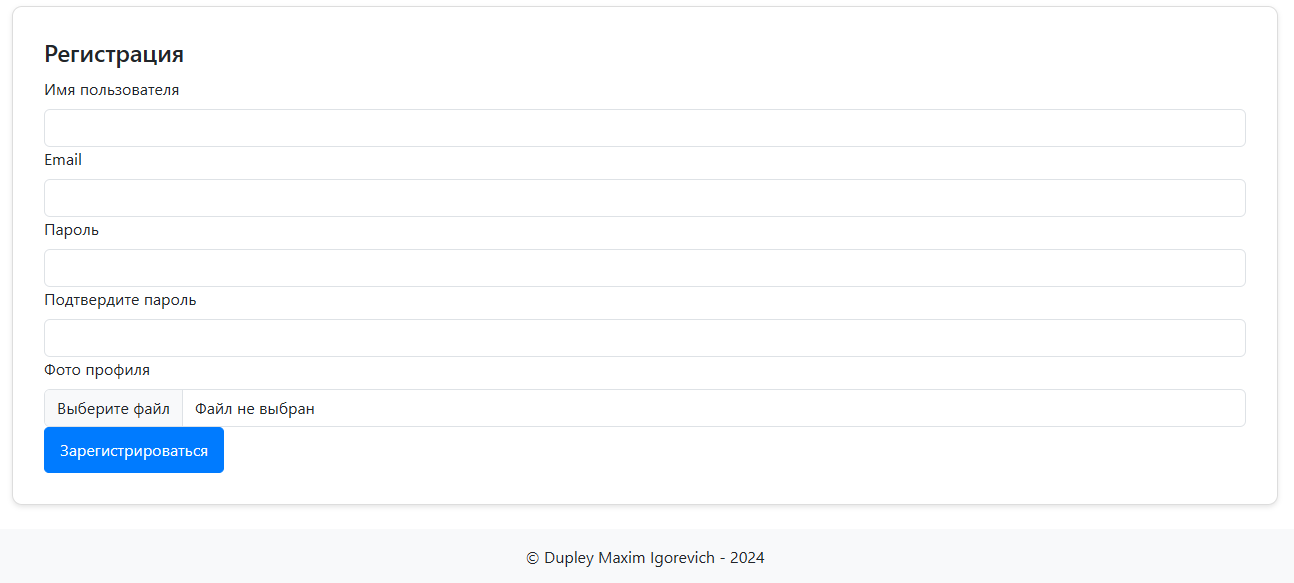 Регистрация
Имя пользователя
Email
Пароль
Подтвердите пароль
Фото профиля
Выберите файл Файл не выбран
Зарегистрироваться
© Dupley Maxim Igorevich - 2024